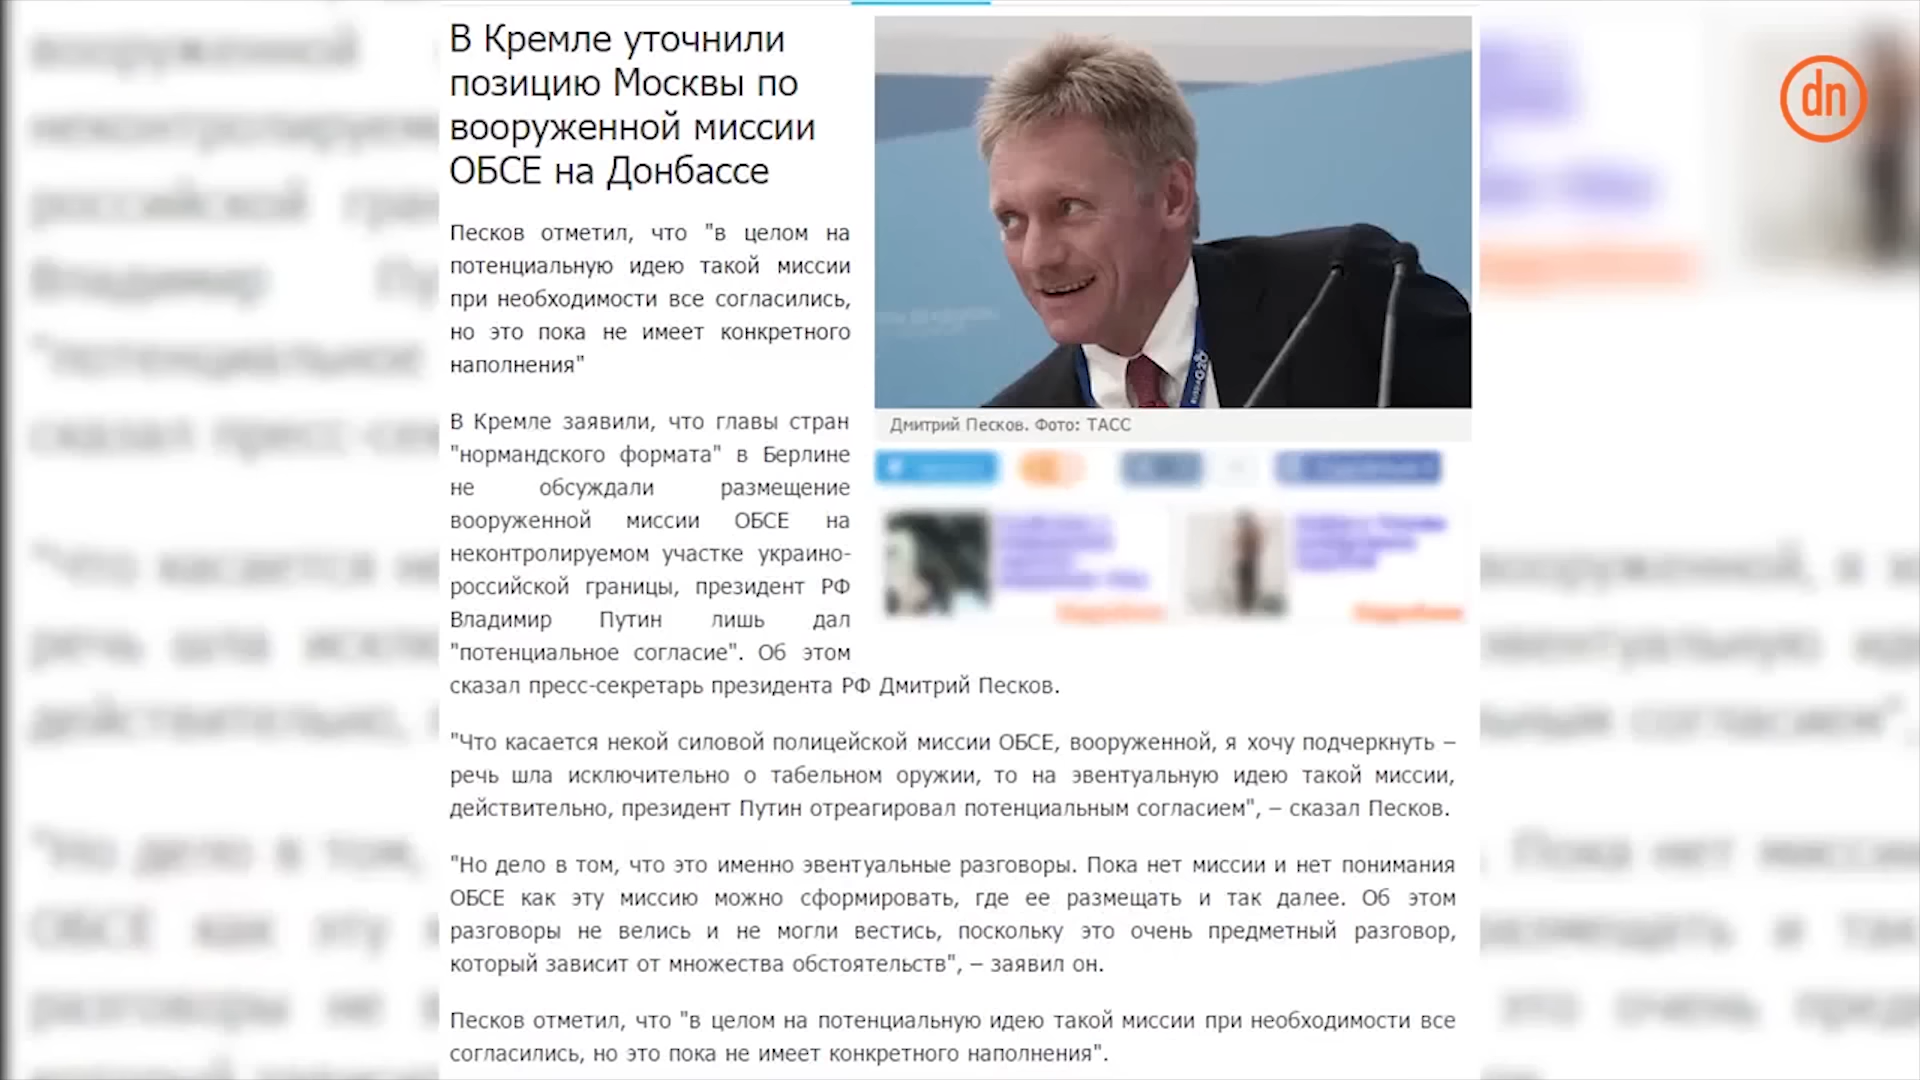 В Кремле уточнили
позицию Москвы по
вооруженной миссии
ОБСЕ на Донбассе
Песков отметил, что "в целом на
потенциальную идею такой миссии
при необходимости все согласились,
но это пока не имеет конкретного
наполнения"
В Кремле заявили, что главы стран
"нормандского формата" в Берлине
не обсуждали размещение
вооруженной миссии ОБСЕ на
неконтролируемом участке украино-
российской границы, президент РФ
Владимир Путин лишь дал
"потенциальное согласие". Об этом
сказал пресс-секретарь президента РФ Дмитрий Песков.
"Что касается некой силовой полицейской миссии ОБСЕ, вооруженной, я хочу подчеркнуть –
речь шла исключительно о табельном оружии, то на эвентуальную идею такой миссии,
действительно, президент Путин отреагировал потенциальным согласием", – сказал Песков.
"Но дело в том, что это именно эвентуальные разговоры. Пока нет миссии и нет понимания
ОБСЕ как эту миссию можно сформировать, где ее размещать и так далее. Об этом
разговоры не велись и не могли вестись, поскольку это очень предметный разговор,
который зависит от множества обстоятельств", – заявил он.
Песков отметил, что "в целом на потенциальную идею такой миссии при необходимости все
согласились, но это пока не имеет конкретного наполнения".
RUSSIA G20
Дмитрий Песков. Фото: ТАСС
dn